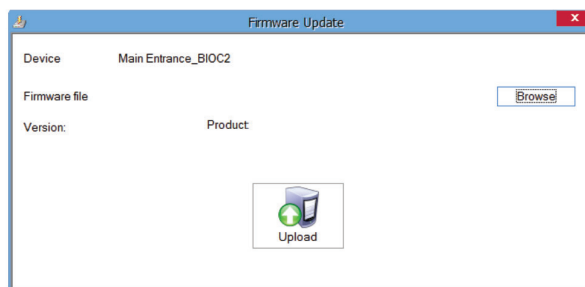 Firmware Update
Device Main Entrance_BIOC2
Firmware file Browse
Version: Product:
Upload